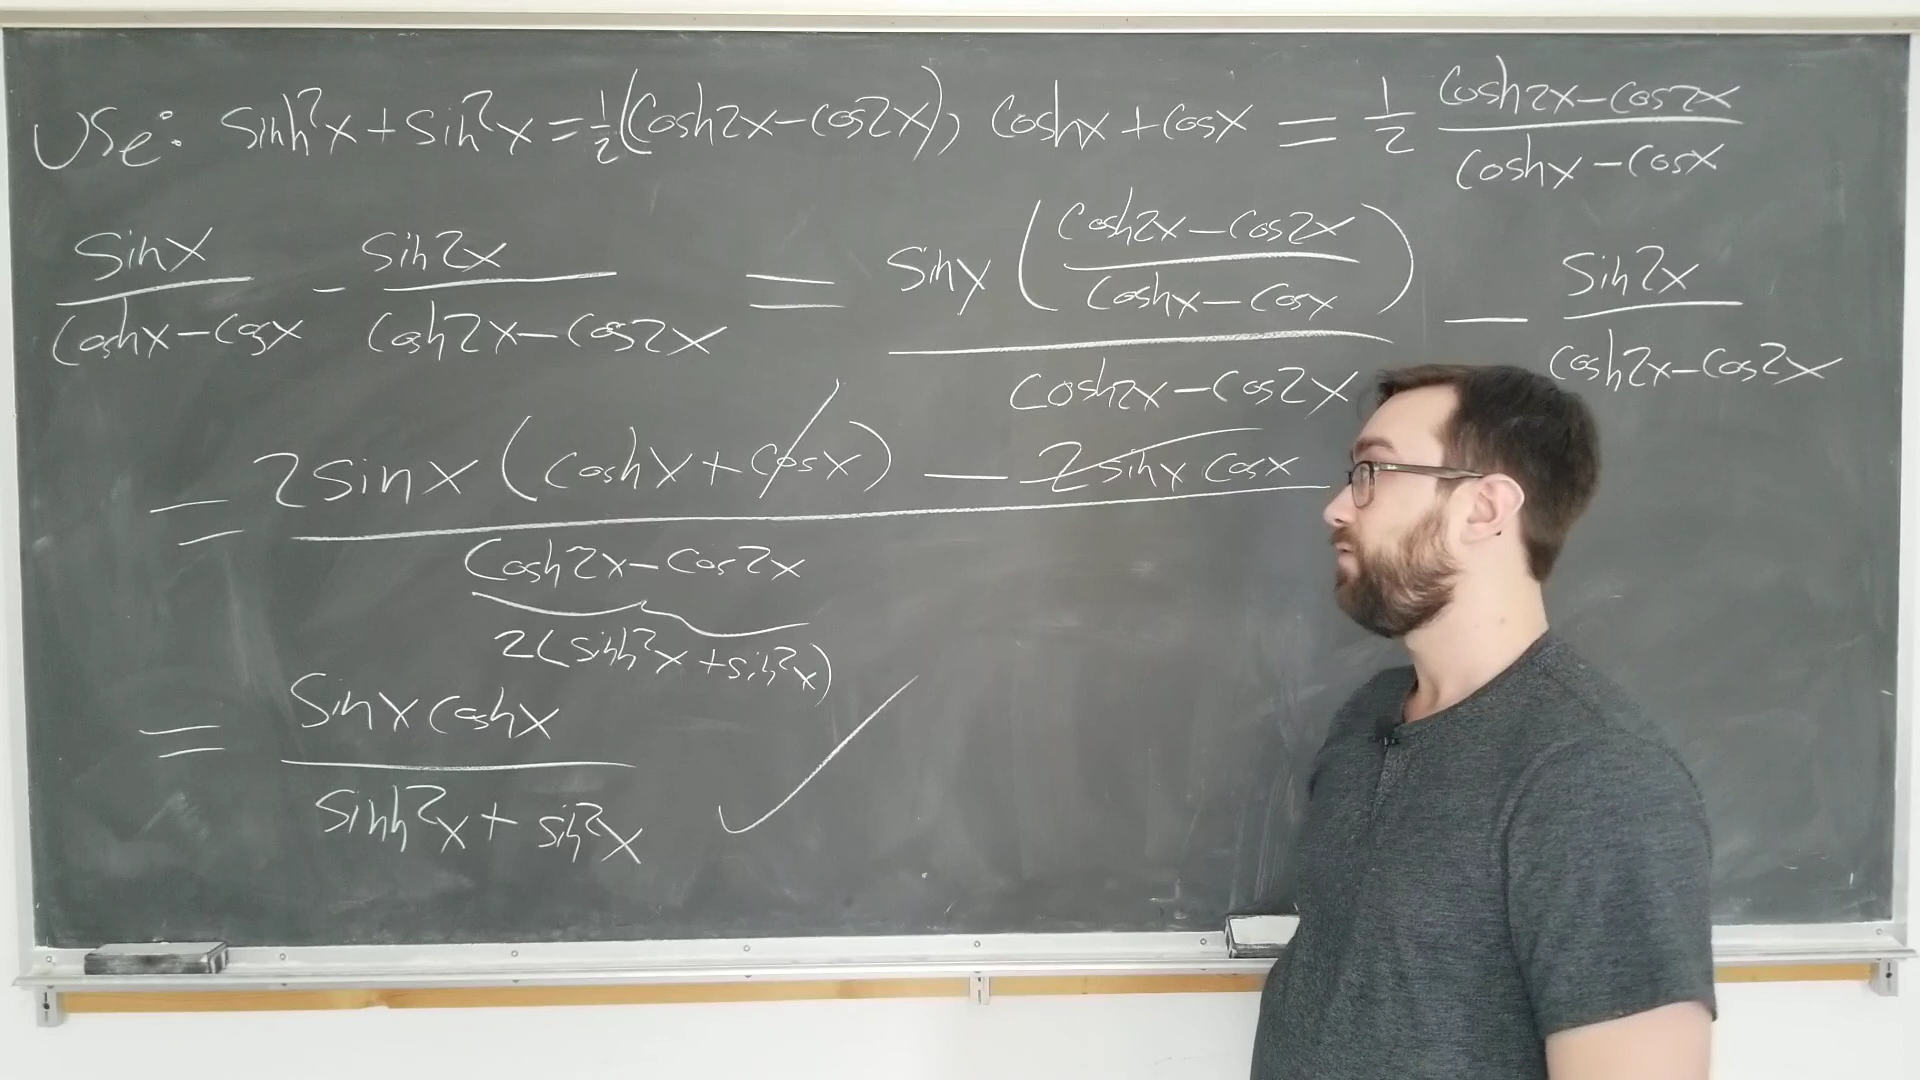 Use: sinh²x + sin²x = 1/2 (cosh2x − cos2x), coshx + cosx = 1/2 (cosh2x − cos2x)/(coshx − cosx)
sinx/(coshx − cosx) − sin2x/(cosh2x − cos2x) = sinx ((cosh2x − cos2x)/(coshx − cosx))/(cosh2x − cos2x) − sin2x/(cosh2x − cos2x)
= 2sinx (coshx + cosx) − 2sinx cosx
cosh2x − cos2x
2(sinh²x + sin²x)
= sinx coshx/(sinh²x + sin²x) ✓